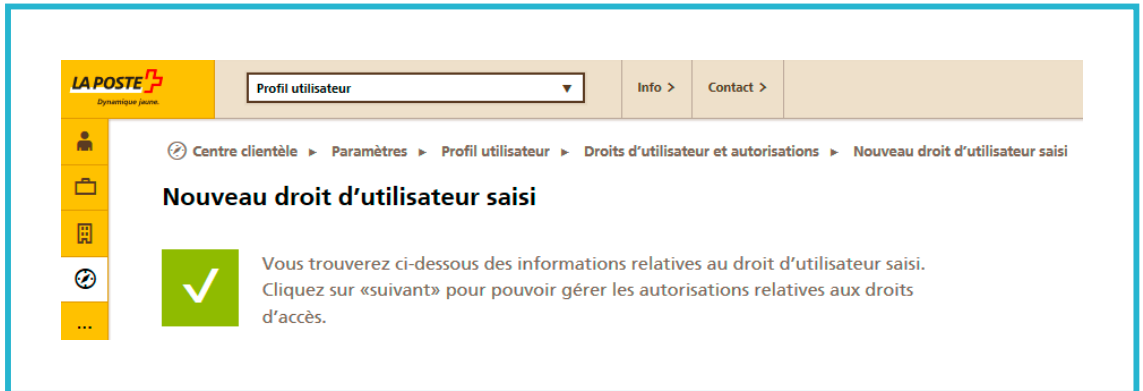 LA POSTE
Dynamique jaune.
Profil utilisateur
Info >
Contact >
Centre clientèle ► Paramètres ► Profil utilisateur ► Droits d'utilisateur et autorisations ► Nouveau droit d'utilisateur saisi
Nouveau droit d'utilisateur saisi
Vous trouverez ci-dessous des informations relatives au droit d'utilisateur saisi.
Cliquez sur «suivant» pour pouvoir gérer les autorisations relatives aux droits
d'accès.
...